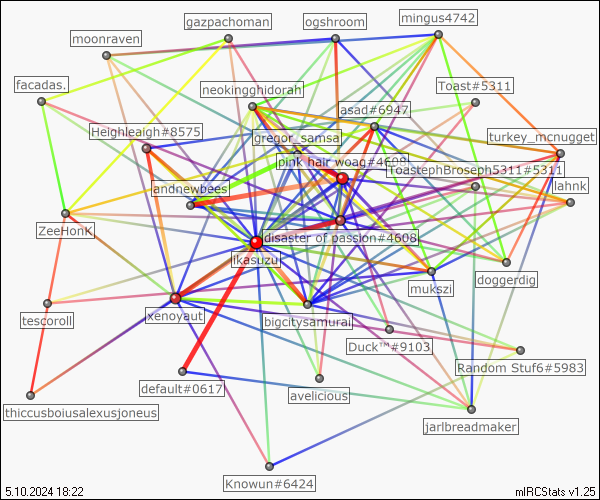 gazpachoman
ogshroom
mingus4742
moonraven
facadas.
neokingghidorah
Toast#5311
asad#6947
Heighleaigh#8575
gregor_samsa
turkey_mcnugget
pink hair woag#4609
ToastephBroseph5311#5311
andnewbees
lahnk
ZeeHonK
disaster of passion#4608
likasuzu
doggerdig
mukszi
tescoroll
xenoyaut
bigcitysamurai
Duck™#9103
Random Stuf6#5983
default#0617
avelicious
thiccusboiusalexusjoneus
jarlbreadmaker
Knowun#6424
5.10.2024 18:22
mIRCStats v1.25